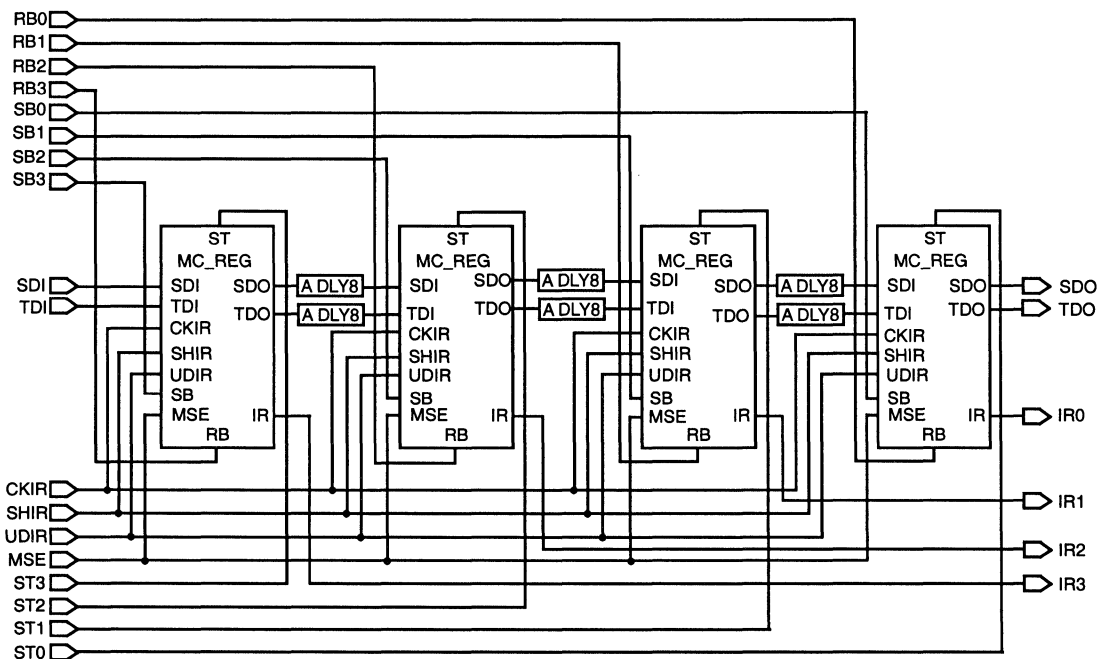 RB0
RB1
RB2
RB3
SB0
SB1
SB2
SB3
SDI
TDI
ST
MC_REG
SDI
TDI
CKIR
SHIR
UDIR
SB
MSE
SDO
TDO
IR
RB
A DLY8
A DLY8
ST
MC_REG
SDI
TDI
CKIR
SHIR
UDIR
SB
MSE
SDO
TDO
IR
RB
A DLY8
A DLY8
ST
MC_REG
SDI
TDI
CKIR
SHIR
UDIR
SB
MSE
SDO
TDO
IR
RB
A DLY8
A DLY8
ST
MC_REG
SDI
TDI
CKIR
SHIR
UDIR
SB
MSE
SDO
TDO
IR
RB
SDO
TDO
IR0
IR1
IR2
IR3
CKIR
SHIR
UDIR
MSE
ST3
ST2
ST1
ST0